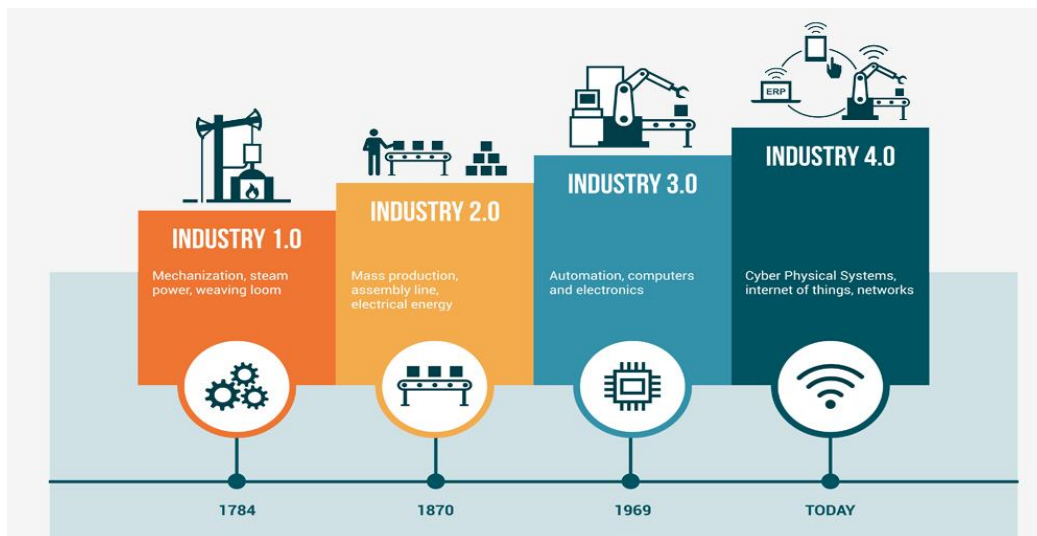 ERP
INDUSTRY 1.0
Mechanization, steam
power, weaving loom
INDUSTRY 2.0
Mass production,
assembly line,
electrical energy
INDUSTRY 3.0
Automation, computers
and electronics
INDUSTRY 4.0
Cyber Physical Systems,
internet of things, networks
1784
1870
1969
TODAY